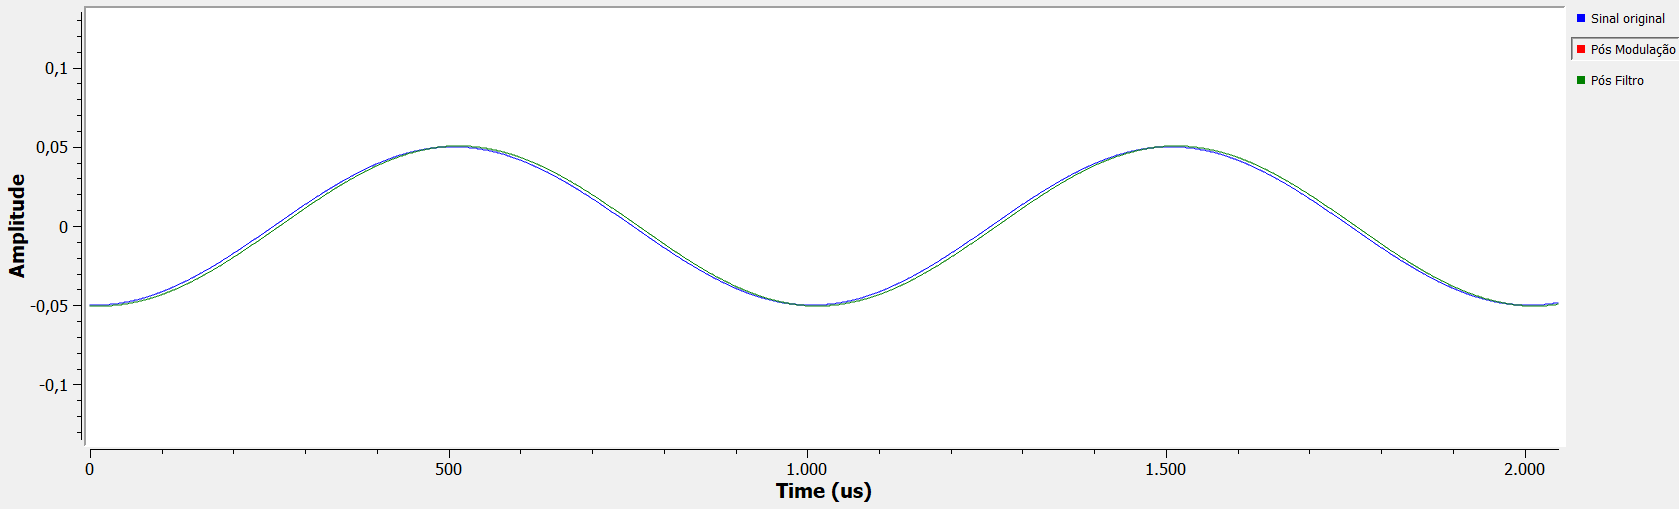 Sinal original
Pós Modulação
Pós Filtro
Amplitude
0,1
0,05
0
-0,05
-0,1
0 500 1.000 1.500 2.000
Time (us)